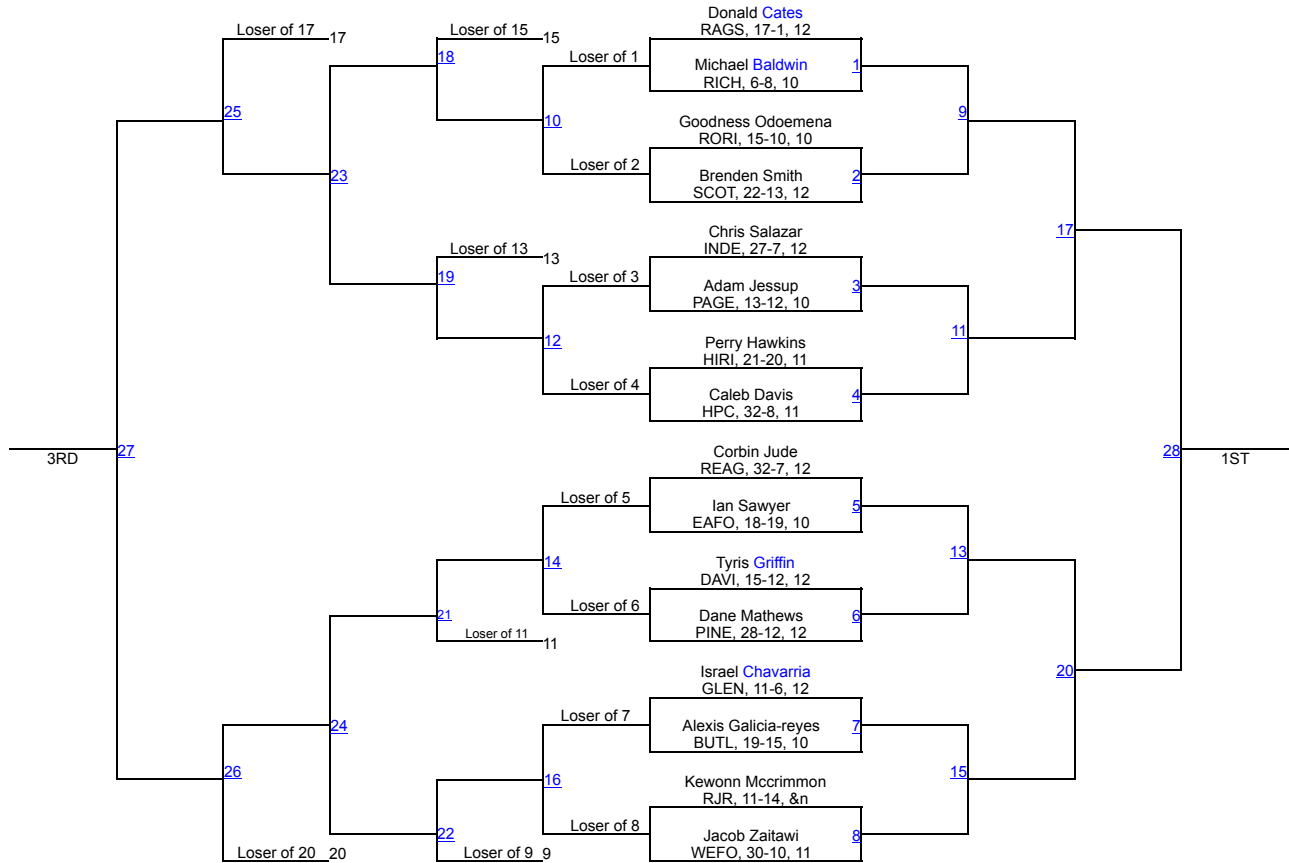 Donald Cates
RAGS, 17-1, 12
Loser of 17 17
Loser of 15 15
18
Loser of 1
Michael Baldwin
RICH, 6-8, 10
1
25
10
9
Goodness Odoemena
RORI, 15-10, 10
Loser of 2
Brenden Smith
SCOT, 22-13, 12
2
23
Chris Salazar
INDE, 27-7, 12
17
Loser of 13 13
19
Loser of 3
Adam Jessup
PAGE, 13-12, 10
3
12
11
Perry Hawkins
HIRI, 21-20, 11
Loser of 4
Caleb Davis
HPC, 32-8, 11
4
3RD
27
28
1ST
Corbin Jude
REAG, 32-7, 12
Loser of 5
Ian Sawyer
EAFO, 18-19, 10
5
14
13
Tyris Griffin
DAVI, 15-12, 12
21
Loser of 6
Dane Mathews
PINE, 28-12, 12
6
Loser of 11 11
Israel Chavarria
GLEN, 11-6, 12
20
24
Loser of 7
Alexis Galicia-reyes
BUTL, 19-15, 10
7
26
16
15
Kewonn Mccrimmon
RJR, 11-14, &n
22
Loser of 8
Jacob Zaitawi
WEFO, 30-10, 11
8
Loser of 20 20
Loser of 9 9